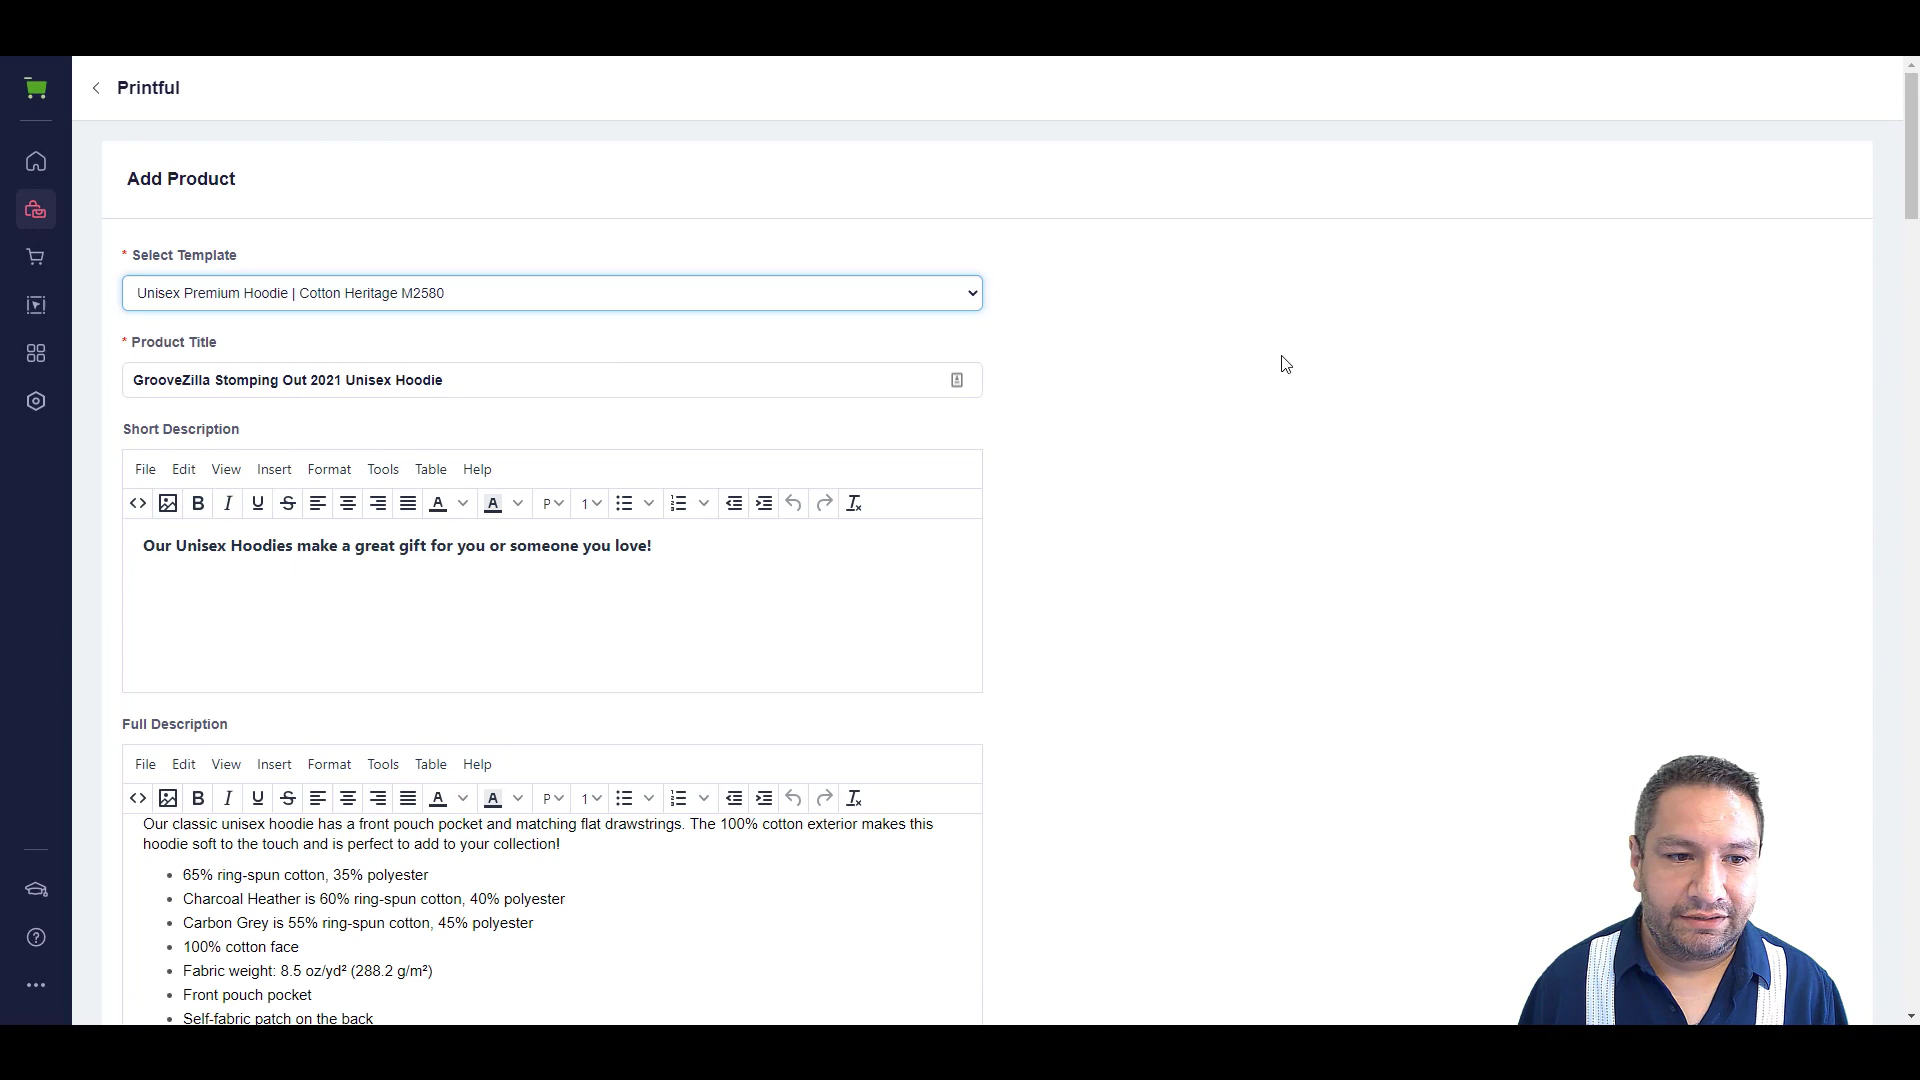 Printful
Add Product
* Select Template
Unisex Premium Hoodie | Cotton Heritage M2580
* Product Title
GrooveZilla Stomping Out 2021 Unisex Hoodie
Short Description
File Edit View Insert Format Tools Table Help
B I U S A A P 1
Our Unisex Hoodies make a great gift for you or someone you love!
Full Description
File Edit View Insert Format Tools Table Help
B I U S A A P 1
Our classic unisex hoodie has a front pouch pocket and matching flat drawstrings. The 100% cotton exterior makes this
hoodie soft to the touch and is perfect to add to your collection!
• 65% ring-spun cotton, 35% polyester
• Charcoal Heather is 60% ring-spun cotton, 40% polyester
• Carbon Grey is 55% ring-spun cotton, 45% polyester
• 100% cotton face
• Fabric weight: 8.5 oz/yd² (288.2 g/m²)
• Front pouch pocket
• Self-fabric patch on the back